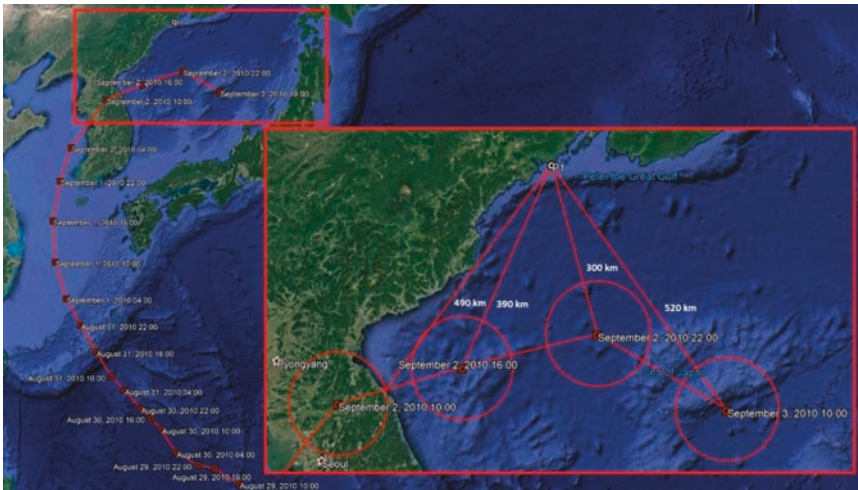 September 2, 2010 22:00
September 2, 2010 16:00
September 3, 2010 10:00
September 2, 2010 10:00
September 2, 2010 04:00
September 1, 2010 22:00
September 1, 2010 16:00
September 1, 2010 10:00
September 1, 2010 04:00
August 31, 2010 22:00
August 31, 2010 16:00
August 31, 2010 10:00
August 31, 2010 04:00
August 30, 2010 22:00
August 30, 2010 16:00
August 30, 2010 10:00
August 30, 2010 04:00
August 29, 2010 22:00
August 29, 2010 16:00
August 29, 2010 10:00
1
Peter the Great Gulf
300 km
490 km
390 km
520 km
September 2, 2010 22:00
September 2, 2010 16:00
Pyongyang
Sea of Japan
September 2, 2010 10:00
September 3, 2010 10:00
Seoul